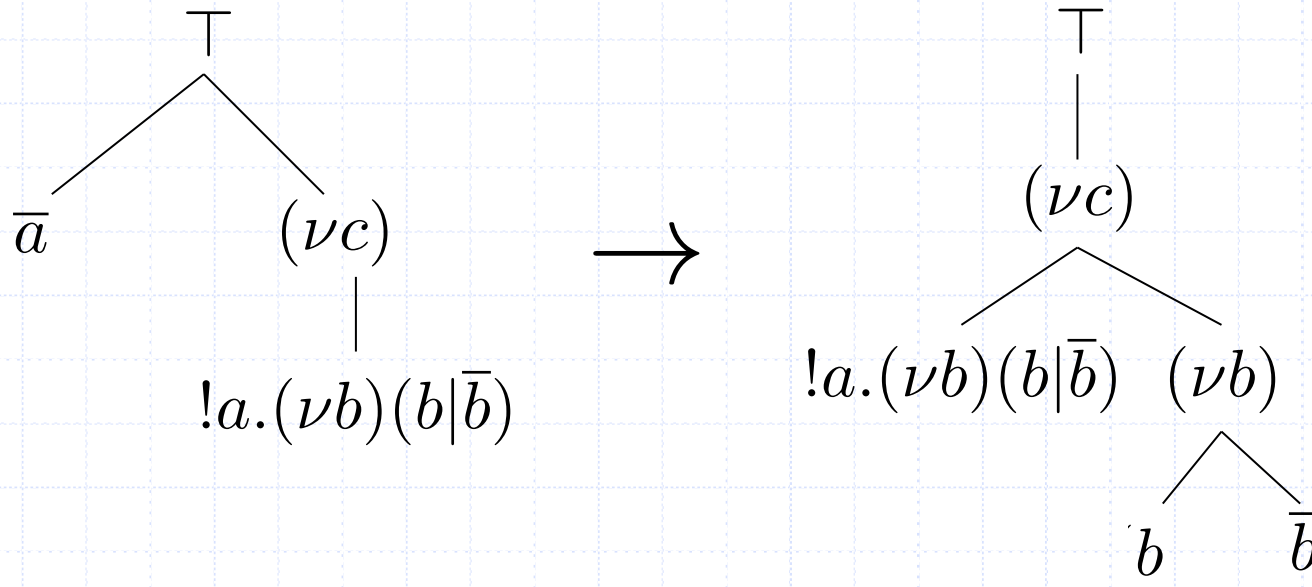 ⊤ ⊤
(νc)
a̅ (νc) ⟶
!a.(νb)(b|b̅) (νb)
!a.(νb)(b|b̅)
b b̅